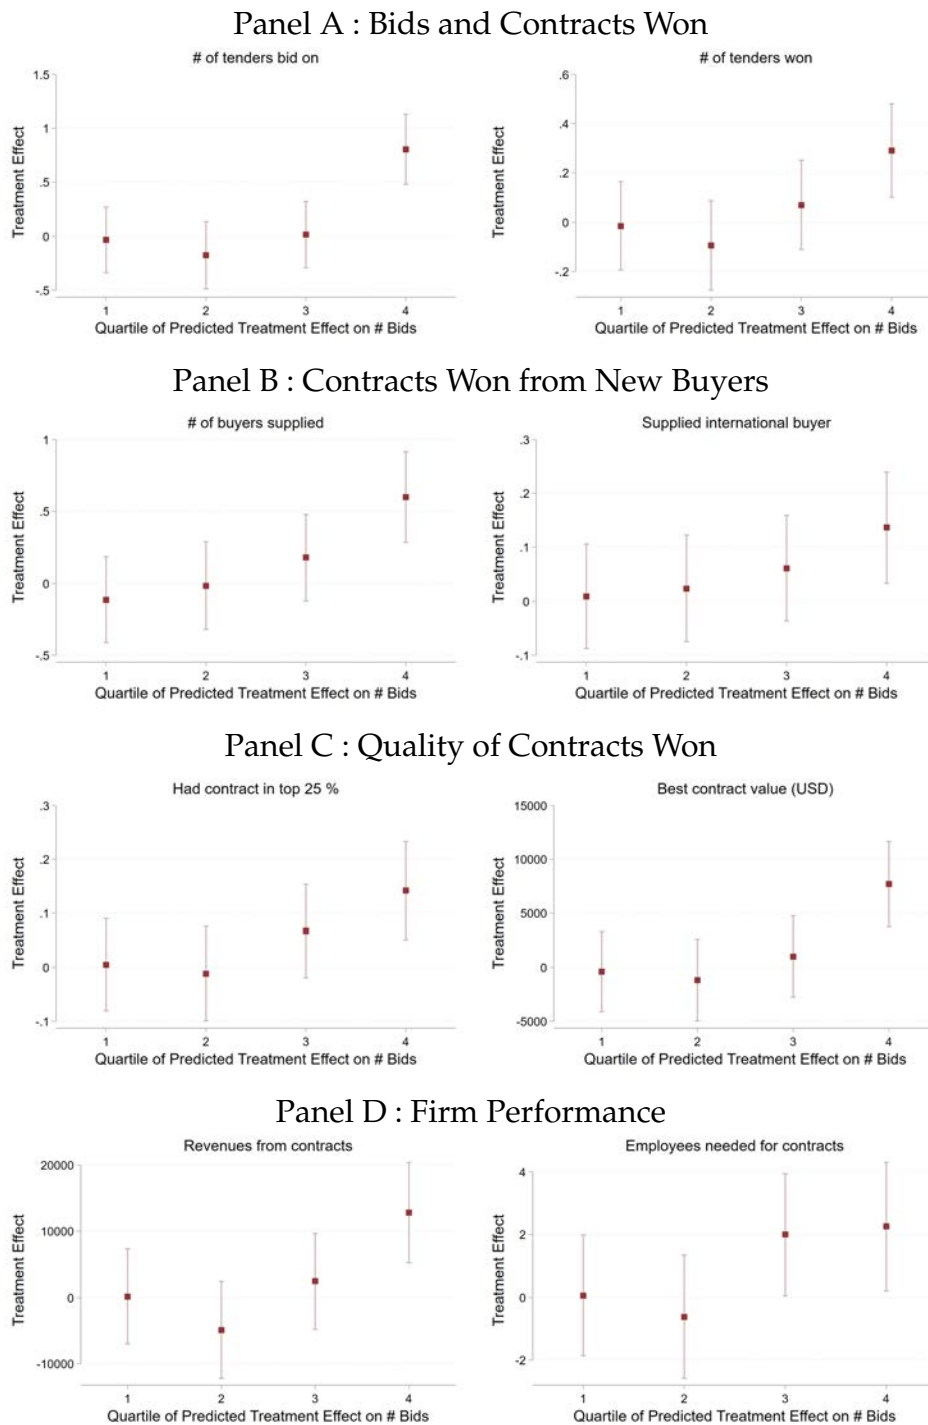 Panel A : Bids and Contracts Won
# of tenders bid on
Treatment Effect
1.5
1
.5
0
-.5
1 2 3 4
Quartile of Predicted Treatment Effect on # Bids
# of tenders won
Treatment Effect
.6
.4
.2
0
-.2
1 2 3 4
Quartile of Predicted Treatment Effect on # Bids
Panel B : Contracts Won from New Buyers
# of buyers supplied
Treatment Effect
1
.5
0
-.5
1 2 3 4
Quartile of Predicted Treatment Effect on # Bids
Supplied international buyer
Treatment Effect
.3
.2
.1
0
-.1
1 2 3 4
Quartile of Predicted Treatment Effect on # Bids
Panel C : Quality of Contracts Won
Had contract in top 25 %
Treatment Effect
.3
.2
.1
0
-.1
1 2 3 4
Quartile of Predicted Treatment Effect on # Bids
Best contract value (USD)
Treatment Effect
15000
10000
5000
0
-5000
1 2 3 4
Quartile of Predicted Treatment Effect on # Bids
Panel D : Firm Performance
Revenues from contracts
Treatment Effect
20000
10000
0
-10000
1 2 3 4
Quartile of Predicted Treatment Effect on # Bids
Employees needed for contracts
Treatment Effect
4
2
0
-2
1 2 3 4
Quartile of Predicted Treatment Effect on # Bids